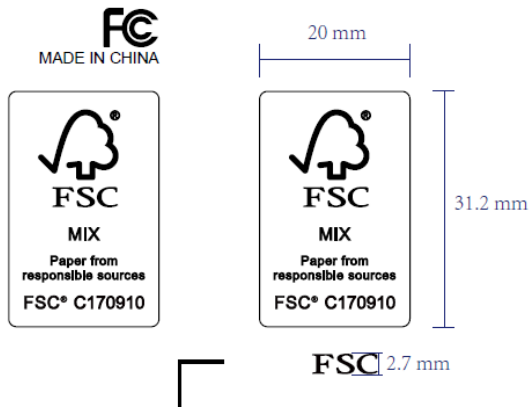 FC
MADE IN CHINA
20 mm
®
FSC
MIX
Paper from
responsible sources
FSC® C170910
®
FSC
MIX
Paper from
responsible sources
FSC® C170910
31.2 mm
FSC 2.7 mm